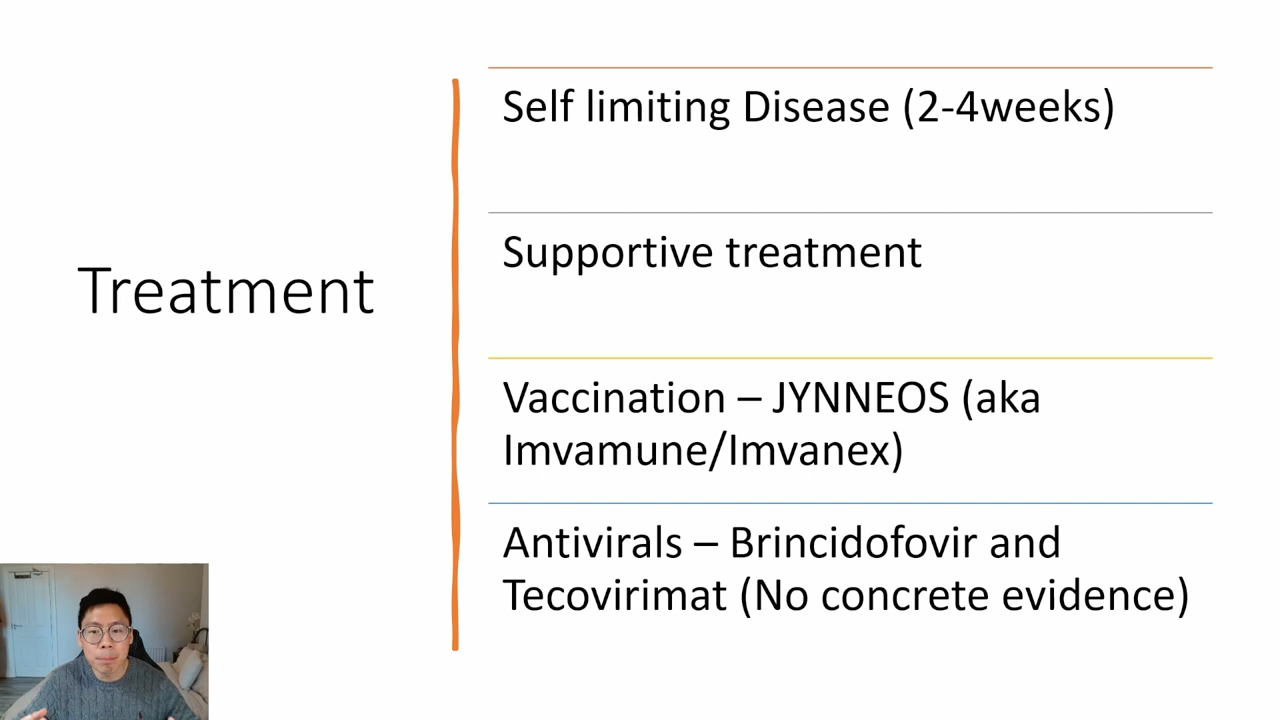 Treatment
Self limiting Disease (2-4weeks)
Supportive treatment
Vaccination – JYNNEOS (aka
Imvamune/Imvanex)
Antivirals – Brincidofovir and
Tecovirimat (No concrete evidence)